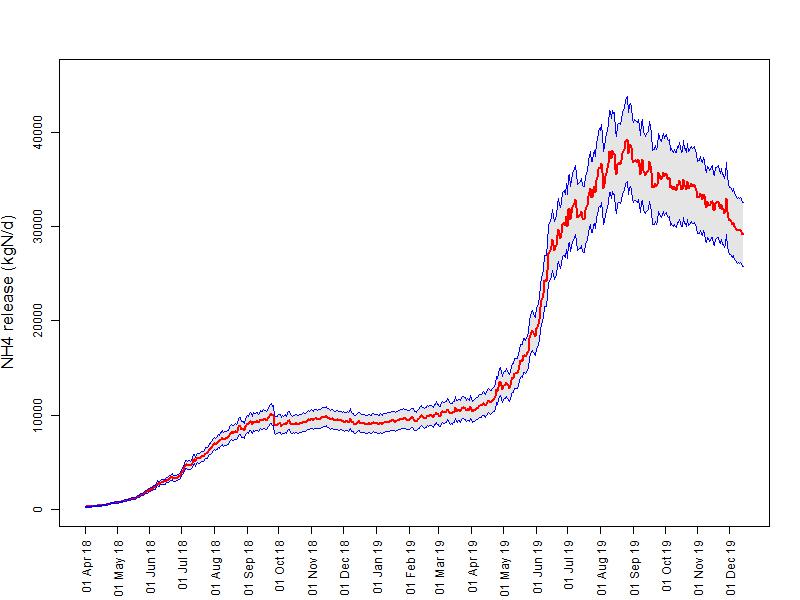 NH4 release (kgN/d)
40000
30000
20000
10000
0
01 Apr 18
01 May 18
01 Jun 18
01 Jul 18
01 Aug 18
01 Sep 18
01 Oct 18
01 Nov 18
01 Dec 18
01 Jan 19
01 Feb 19
01 Mar 19
01 Apr 19
01 May 19
01 Jun 19
01 Jul 19
01 Aug 19
01 Sep 19
01 Oct 19
01 Nov 19
01 Dec 19